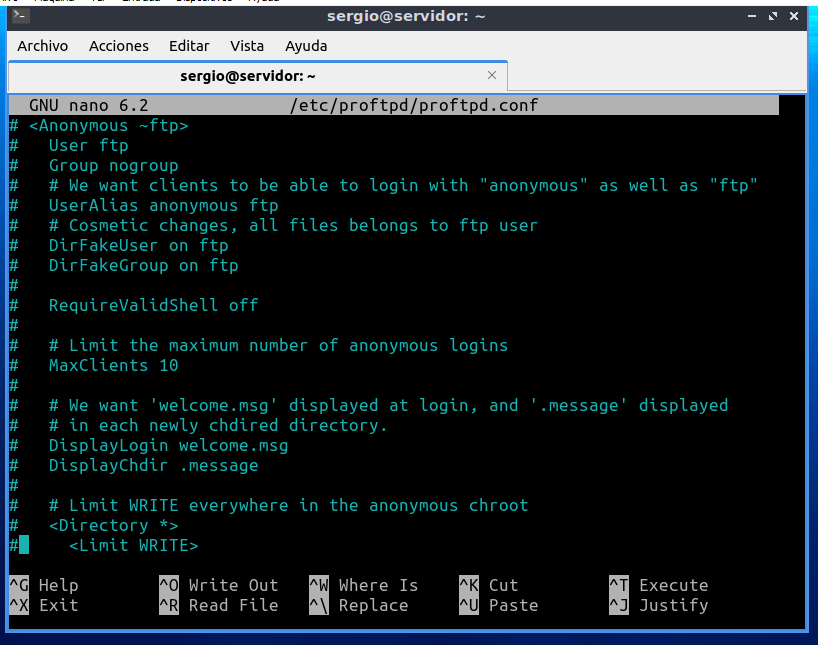 sergio@servidor: ~
Archivo Acciones Editar Vista Ayuda
sergio@servidor: ~
GNU nano 6.2 /etc/proftpd/proftpd.conf
# <Anonymous ~ftp>
#   User ftp
#   Group nogroup
#   # We want clients to be able to login with "anonymous" as well as "ftp"
#   UserAlias anonymous ftp
#   # Cosmetic changes, all files belongs to ftp user
#   DirFakeUser on ftp
#   DirFakeGroup on ftp
#
#   RequireValidShell off
#
#   # Limit the maximum number of anonymous logins
#   MaxClients 10
#
#   # We want 'welcome.msg' displayed at login, and '.message' displayed
#   # in each newly chdired directory.
#   DisplayLogin welcome.msg
#   DisplayChdir .message
#
#   # Limit WRITE everywhere in the anonymous chroot
#   <Directory *>
#     <Limit WRITE>
^G Help ^O Write Out ^W Where Is ^K Cut ^T Execute
^X Exit ^R Read File ^\ Replace ^U Paste ^J Justify